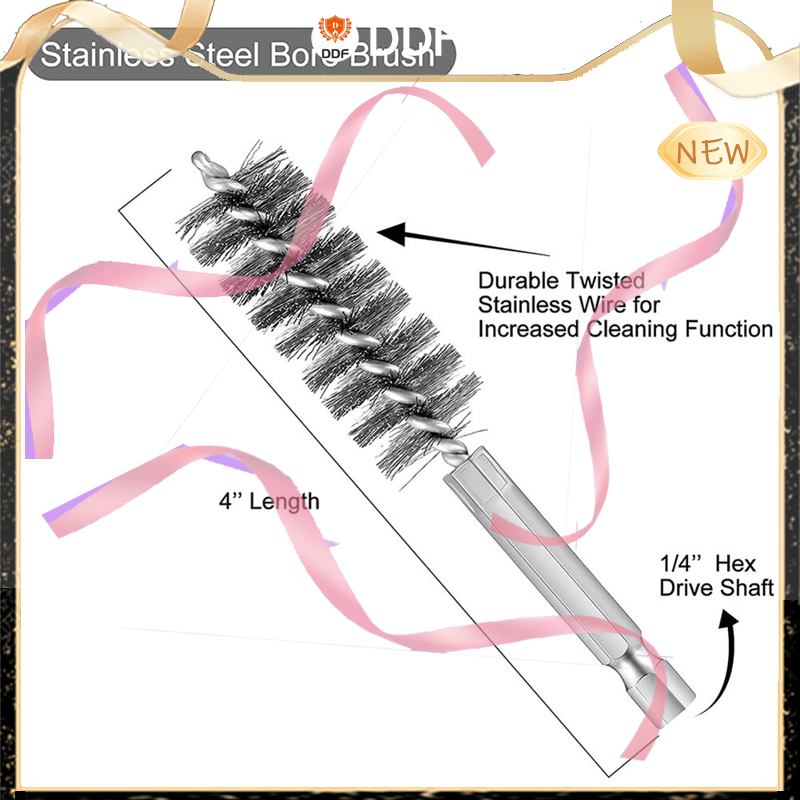 Stainless Steel Bore Brush
DDF
DDF
NEW
Durable Twisted
Stainless Wire for
Increased Cleaning Function
4’’ Length
1/4’’ Hex
Drive Shaft